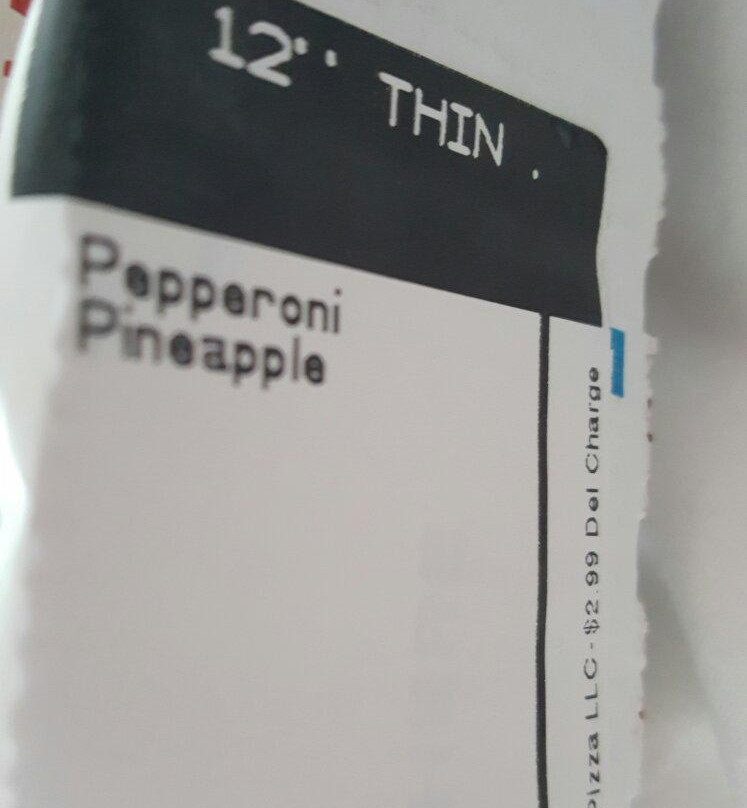 12'' THIN .
Pepperoni
Pineapple
Pizza LLC - $2.99 Del Charge